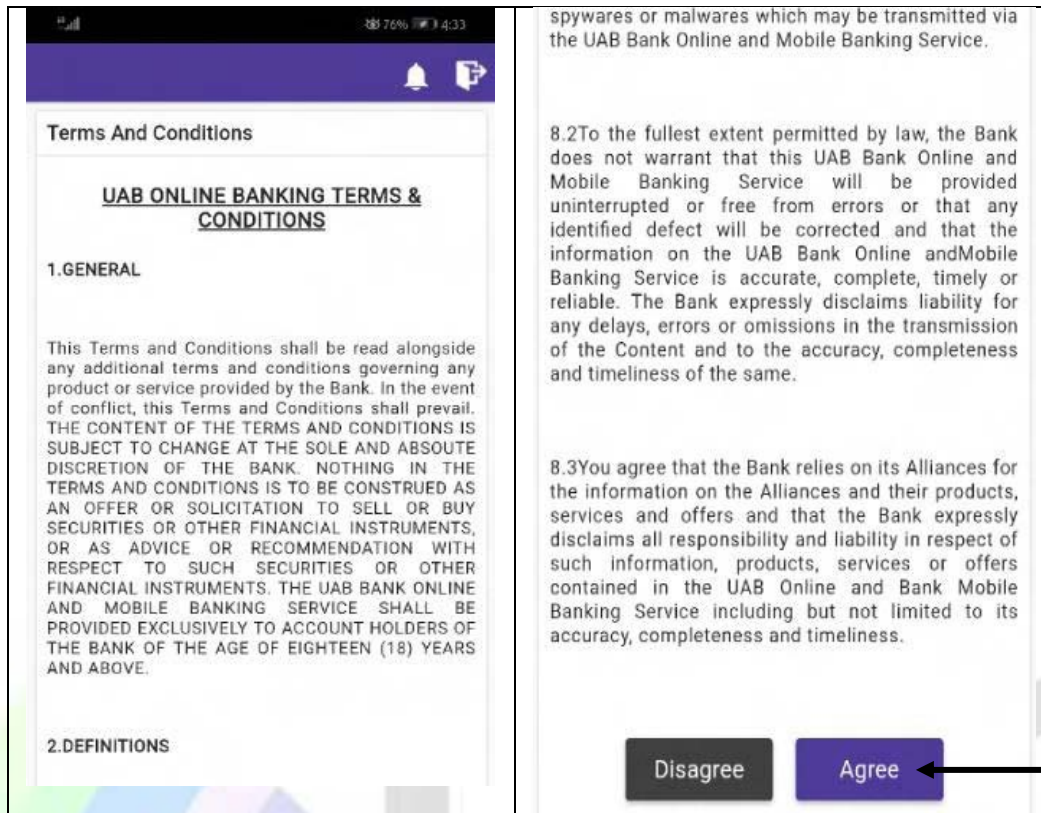 76% 4:33
Terms And Conditions
UAB ONLINE BANKING TERMS &
CONDITIONS
1.GENERAL
This Terms and Conditions shall be read alongside
any additional terms and conditions governing any
product or service provided by the Bank. In the event
of conflict, this Terms and Conditions shall prevail.
THE CONTENT OF THE TERMS AND CONDITIONS IS
SUBJECT TO CHANGE AT THE SOLE AND ABSOUTE
DISCRETION OF THE BANK. NOTHING IN THE
TERMS AND CONDITIONS IS TO BE CONSTRUED AS
AN OFFER OR SOLICITATION TO SELL OR BUY
SECURITIES OR OTHER FINANCIAL INSTRUMENTS,
OR AS ADVICE OR RECOMMENDATION WITH
RESPECT TO SUCH SECURITIES OR OTHER
FINANCIAL INSTRUMENTS. THE UAB BANK ONLINE
AND MOBILE BANKING SERVICE SHALL BE
PROVIDED EXCLUSIVELY TO ACCOUNT HOLDERS OF
THE BANK OF THE AGE OF EIGHTEEN (18) YEARS
AND ABOVE.
2.DEFINITIONS
spywares or malwares which may be transmitted via
the UAB Bank Online and Mobile Banking Service.
8.2To the fullest extent permitted by law, the Bank
does not warrant that this UAB Bank Online and
Mobile Banking Service will be provided
uninterrupted or free from errors or that any
identified defect will be corrected and that the
information on the UAB Bank Online andMobile
Banking Service is accurate, complete, timely or
reliable. The Bank expressly disclaims liability for
any delays, errors or omissions in the transmission
of the Content and to the accuracy, completeness
and timeliness of the same.
8.3You agree that the Bank relies on its Alliances for
the information on the Alliances and their products,
services and offers and that the Bank expressly
disclaims all responsibility and liability in respect of
such information, products, services or offers
contained in the UAB Online and Bank Mobile
Banking Service including but not limited to its
accuracy, completeness and timeliness.
Disagree Agree